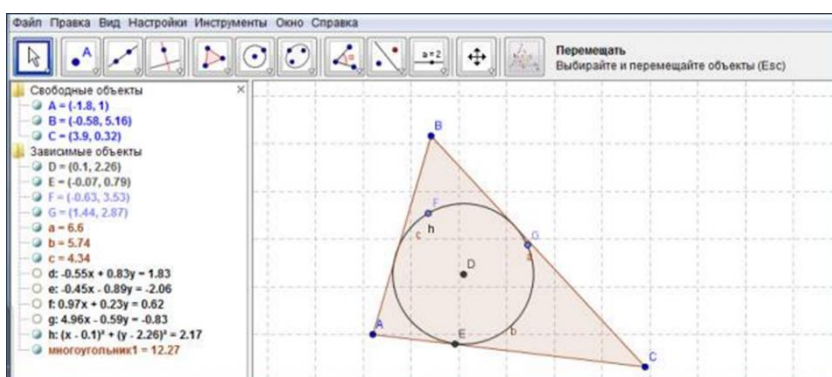 Файл Правка Вид Настройки Инструменты Окно Справка
A
a=2
Перемещать
Выбирайте и перемещайте объекты (Esc)
Свободные объекты
A = (-1.8, 1)
B = (-0.58, 5.16)
C = (3.9, 0.32)
Зависимые объекты
D = (0.1, 2.26)
E = (-0.07, 0.79)
F = (-0.63, 3.53)
G = (1.44, 2.87)
a = 6.6
b = 5.74
c = 4.34
d: -0.55x + 0.83y = 1.83
e: -0.45x - 0.89y = -2.06
f: 0.97x + 0.23y = 0.62
g: 4.96x - 0.59y = -0.83
h: (x - 0.1)² + (y - 2.26)² = 2.17
многоугольник1 = 12.27
B
F
c h
G
a
D
A
E
b
C